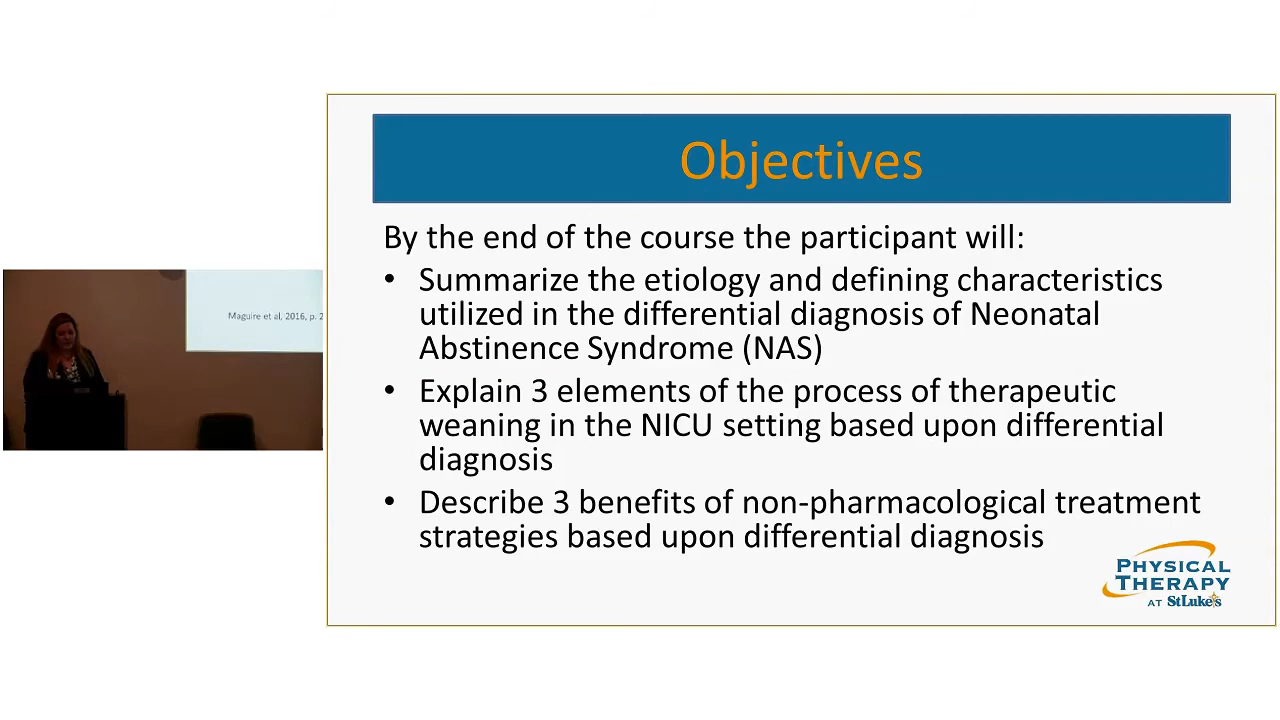 Objectives
By the end of the course the participant will:
• Summarize the etiology and defining characteristics
utilized in the differential diagnosis of Neonatal
Abstinence Syndrome (NAS)
• Explain 3 elements of the process of therapeutic
weaning in the NICU setting based upon differential
diagnosis
• Describe 3 benefits of non-pharmacological treatment
strategies based upon differential diagnosis
PHYSICAL
THERAPY
AT StLuke's
Maguire et al, 2016, p. 2